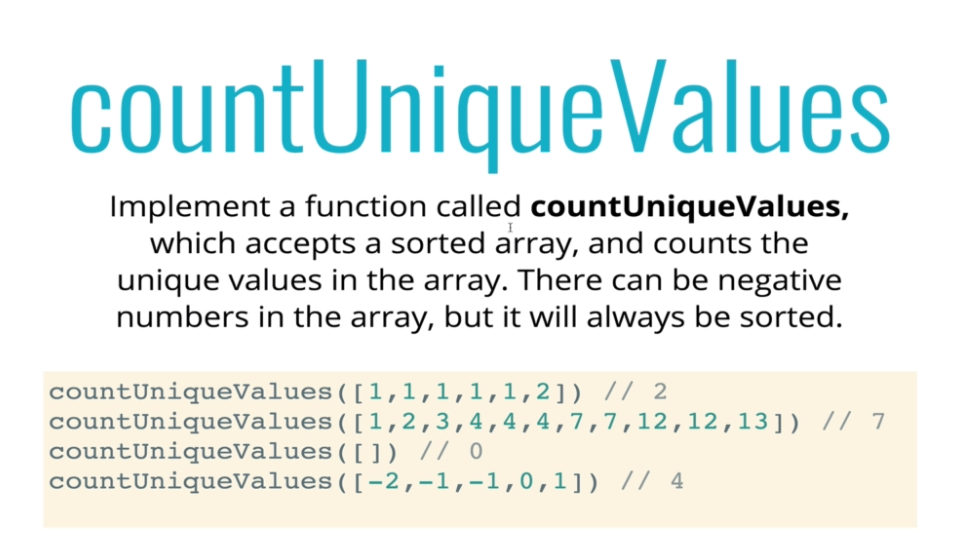 countUniqueValues
Implement a function called countUniqueValues,
which accepts a sorted array, and counts the
unique values in the array. There can be negative
numbers in the array, but it will always be sorted.
countUniqueValues([1,1,1,1,1,2]) // 2
countUniqueValues([1,2,3,4,4,4,7,7,12,12,13]) // 7
countUniqueValues([]) // 0
countUniqueValues([-2,-1,-1,0,1]) // 4